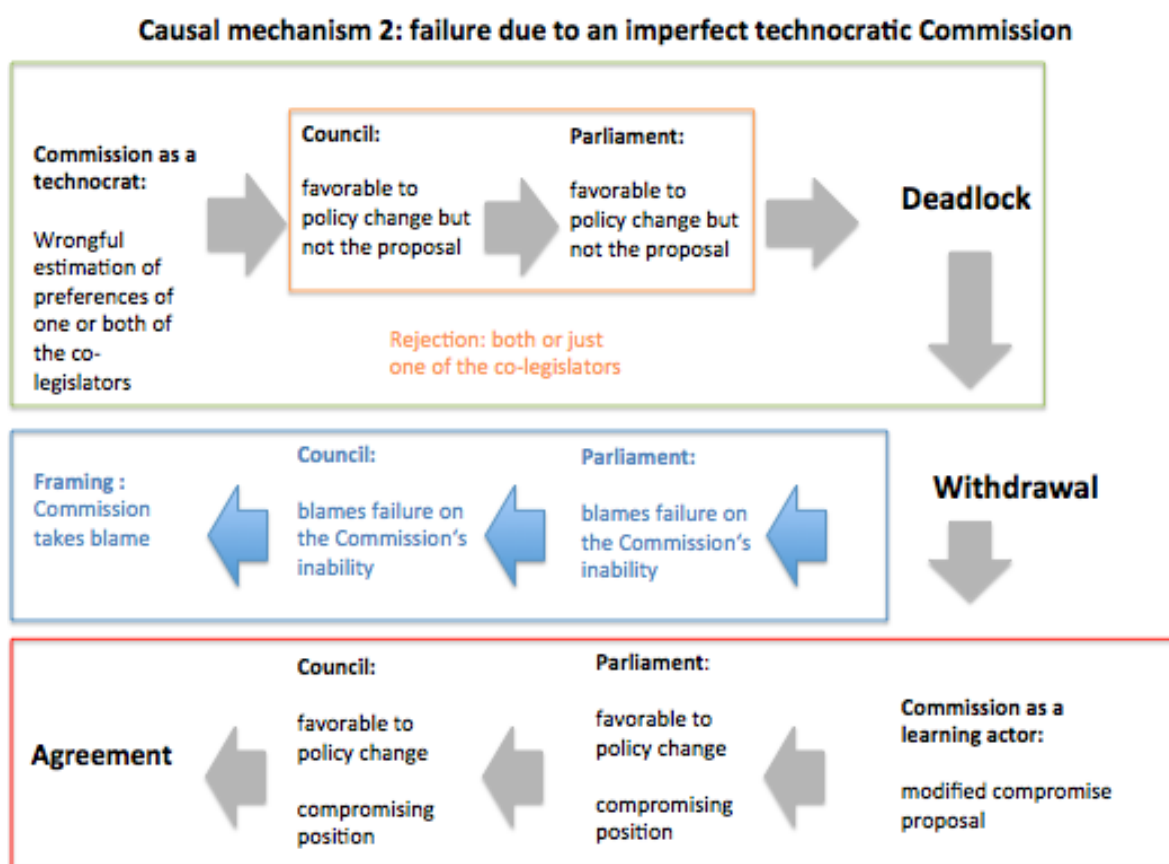 Causal mechanism 2: failure due to an imperfect technocratic Commission
Commission as a
technocrat:
Wrongful
estimation of
preferences of
one or both of
the co-
legislators
Council:
favorable to
policy change but
not the proposal
Parliament:
favorable to
policy change but
not the proposal
Deadlock
Rejection: both or just
one of the co-legislators
Framing :
Commission
takes blame
Council:
blames failure on
the Commission's
inability
Parliament:
blames failure on
the Commission's
inability
Withdrawal
Agreement
Council:
favorable to
policy change
compromising
position
Parliament:
favorable to
policy change
compromising
position
Commission as a
learning actor:
modified compromise
proposal